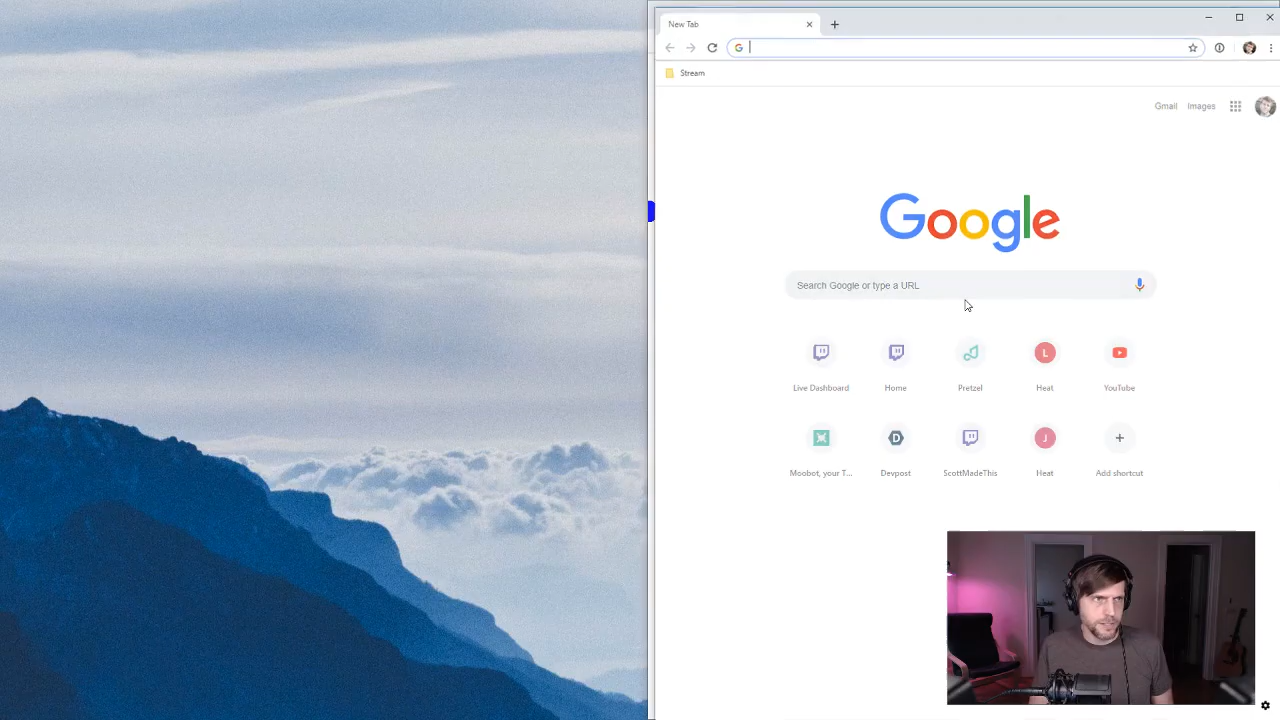 New Tab
Stream
Gmail Images
Google
Search Google or type a URL
Live Dashboard Home Pretzel L Heat YouTube
Moobot, your T... D Devpost ScottMadeThis J Heat Add shortcut